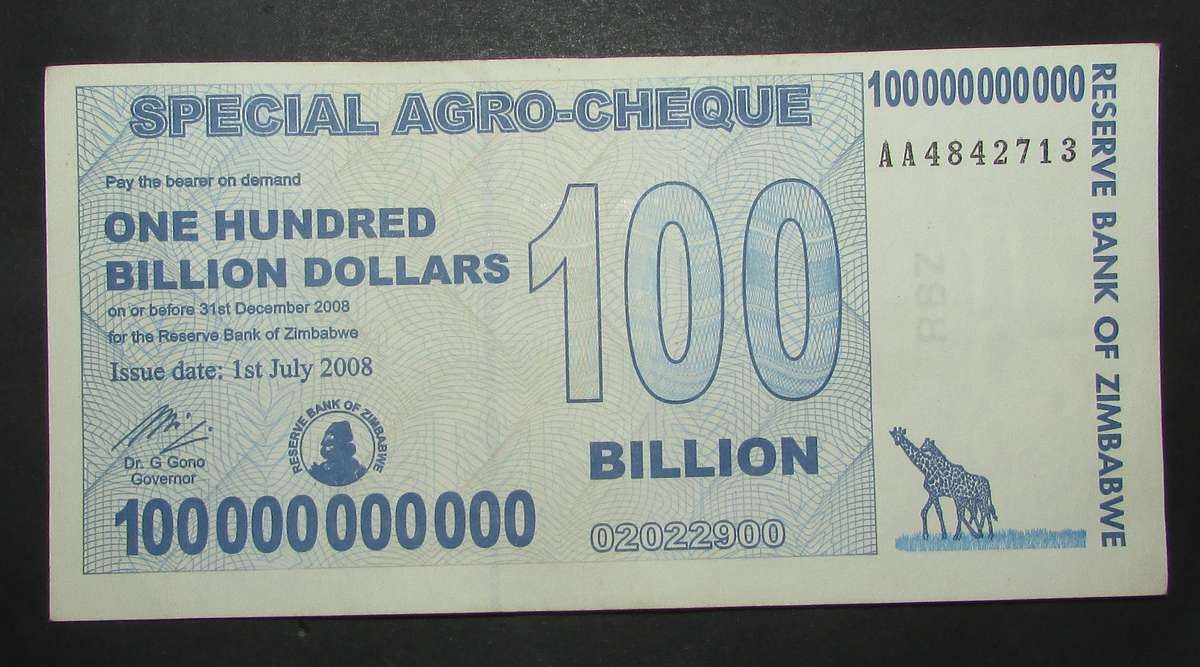 SPECIAL AGRO-CHEQUE
100000000000
AA4842713
RESERVE BANK OF ZIMBABWE
Pay the bearer on demand
ONE HUNDRED
BILLION DOLLARS
on or before 31st December 2008
for the Reserve Bank of Zimbabwe
Issue date: 1st July 2008
100
BILLION
RBZ
RESERVE BANK OF ZIMBABWE
Dr. G Gono
Governor
100000000000
02022900